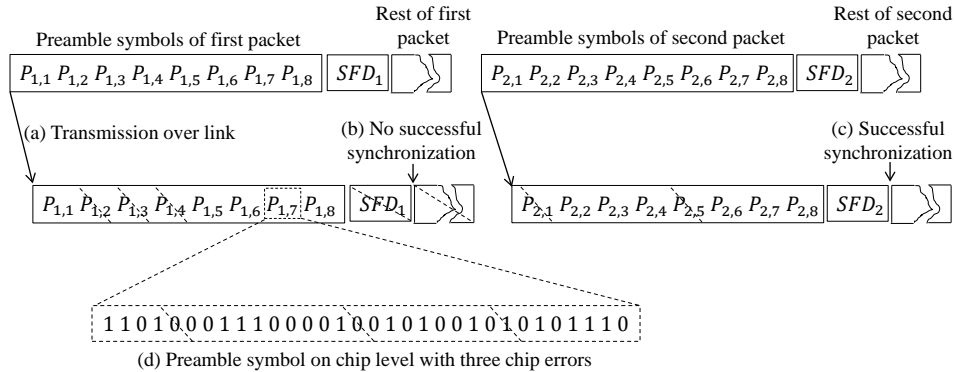 Preamble symbols of first packet
Rest of first
packet
Preamble symbols of second packet
Rest of second
packet
P1,1 P1,2 P1,3 P1,4 P1,5 P1,6 P1,7 P1,8 SFD1
P2,1 P2,2 P2,3 P2,4 P2,5 P2,6 P2,7 P2,8 SFD2
(a) Transmission over link
(b) No successful
synchronization
(c) Successful
synchronization
P1,1 P1,2 P1,3 P1,4 P1,5 P1,6 P1,7 P1,8 SFD1
P2,1 P2,2 P2,3 P2,4 P2,5 P2,6 P2,7 P2,8 SFD2
1 1 0 1 0 0 0 1 1 1 0 0 0 0 1 0 0 1 0 1 0 0 1 0 1 0 1 0 1 1 1 0
(d) Preamble symbol on chip level with three chip errors